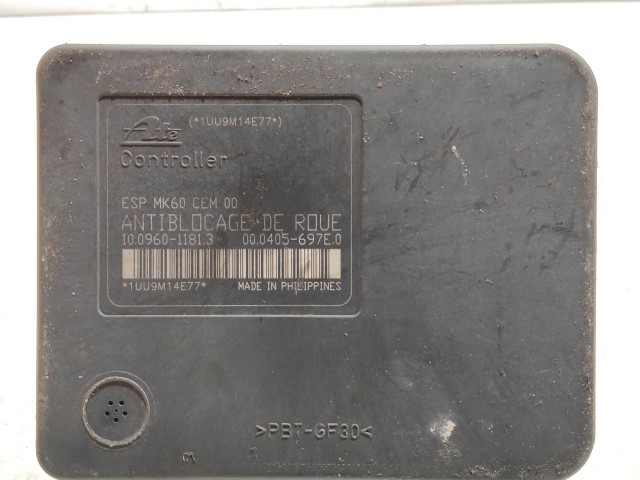 (*1UU9M14E77*)
Ate
Controller
ESP MK60 CEM 00
ANTIBLOCAGE DE ROUE
10.0960-1181.3 00.0405-697E.0
*1UU9M14E77* MADE IN PHILIPPINES
>PBT-GF30<